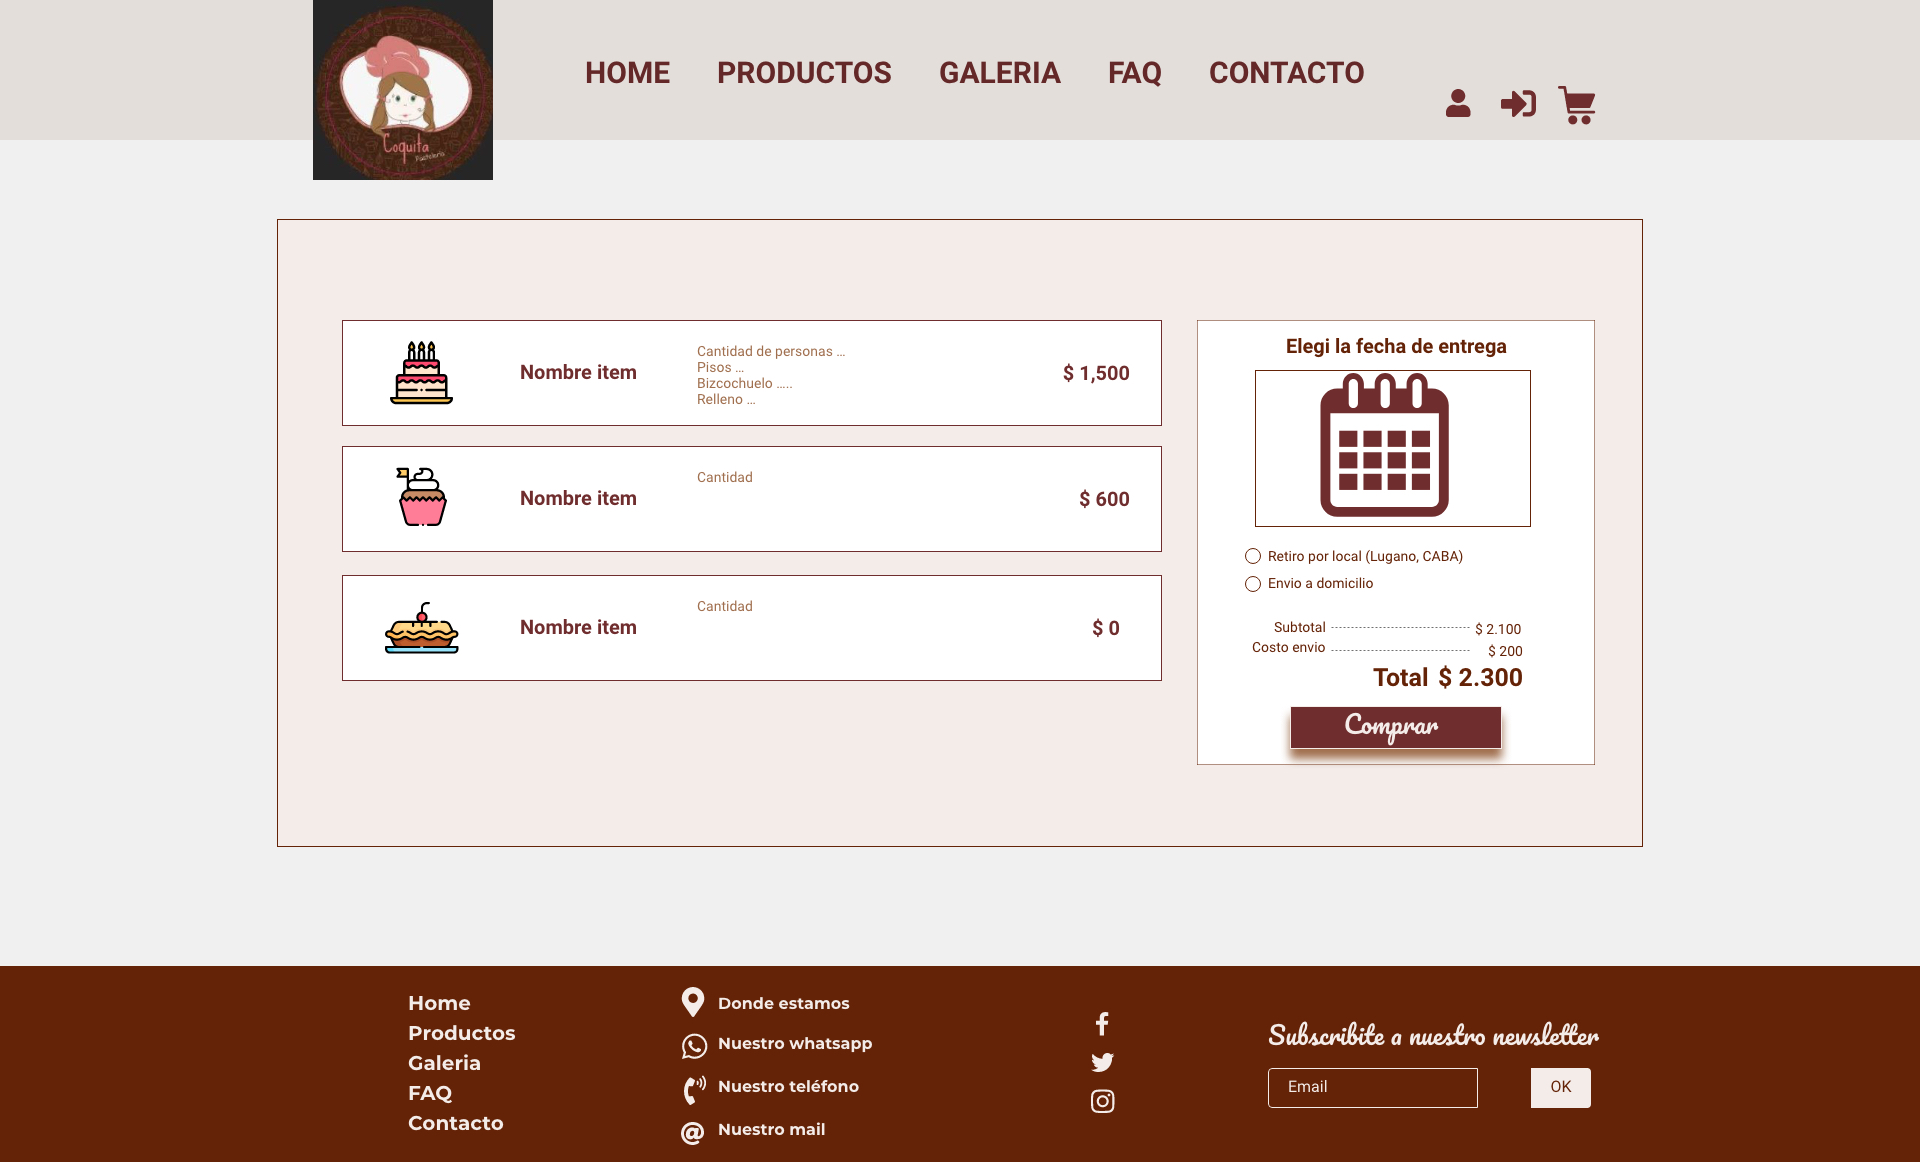 Coquita
Pastelería
HOME
PRODUCTOS
GALERIA
FAQ
CONTACTO
Nombre item
Cantidad de personas ...
Pisos ...
Bizcochuelo .....
Relleno ...
$ 1,500
Nombre item
Cantidad
$ 600
Nombre item
Cantidad
$ 0
Elegi la fecha de entrega
Retiro por local (Lugano, CABA)
Envio a domicilio
Subtotal $ 2.100
Costo envio $ 200
Total $ 2.300
Comprar
Home
Productos
Galeria
FAQ
Contacto
Donde estamos
Nuestro whatsapp
Nuestro teléfono
Nuestro mail
Subscribite a nuestro newsletter
Email
OK